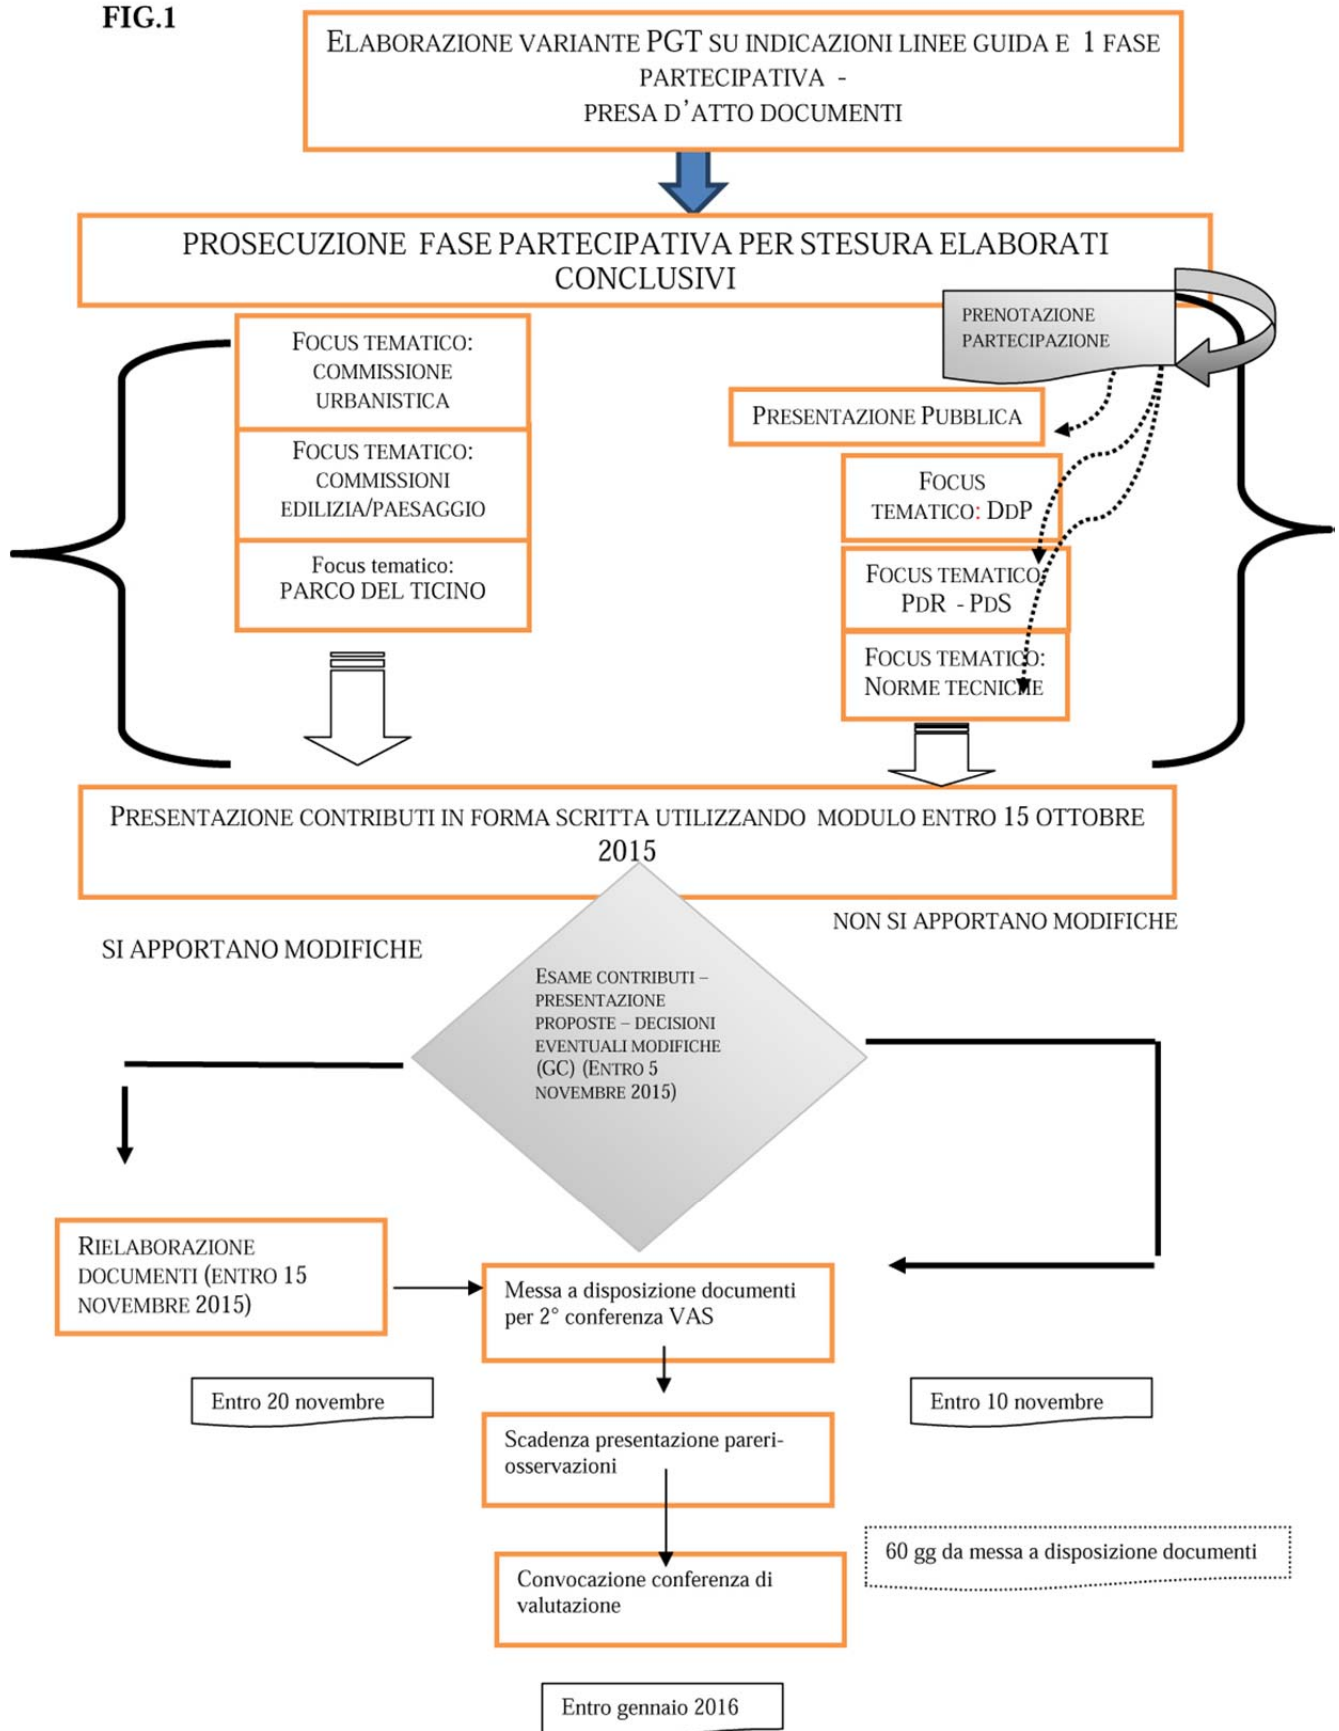 FIG.1
ELABORAZIONE VARIANTE PGT SU INDICAZIONI LINEE GUIDA E 1 FASE
PARTECIPATIVA -
PRESA D'ATTO DOCUMENTI
PROSECUZIONE FASE PARTECIPATIVA PER STESURA ELABORATI
CONCLUSIVI
PRENOTAZIONE
PARTECIPAZIONE
FOCUS TEMATICO:
COMMISSIONE
URBANISTICA
FOCUS TEMATICO:
COMMISSIONI
EDILIZIA/PAESAGGIO
Focus tematico:
PARCO DEL TICINO
PRESENTAZIONE PUBBLICA
FOCUS
TEMATICO: DDP
FOCUS TEMATICO:
PDR - PDS
FOCUS TEMATICO:
NORME TECNICHE
PRESENTAZIONE CONTRIBUTI IN FORMA SCRITTA UTILIZZANDO MODULO ENTRO 15 OTTOBRE
2015
SI APPORTANO MODIFICHE
NON SI APPORTANO MODIFICHE
ESAME CONTRIBUTI –
PRESENTAZIONE
PROPOSTE – DECISIONI
EVENTUALI MODIFICHE
(GC) (ENTRO 5
NOVEMBRE 2015)
RIELABORAZIONE
DOCUMENTI (ENTRO 15
NOVEMBRE 2015)
Messa a disposizione documenti
per 2° conferenza VAS
Entro 20 novembre
Entro 10 novembre
Scadenza presentazione pareri-
osservazioni
60 gg da messa a disposizione documenti
Convocazione conferenza di
valutazione
Entro gennaio 2016